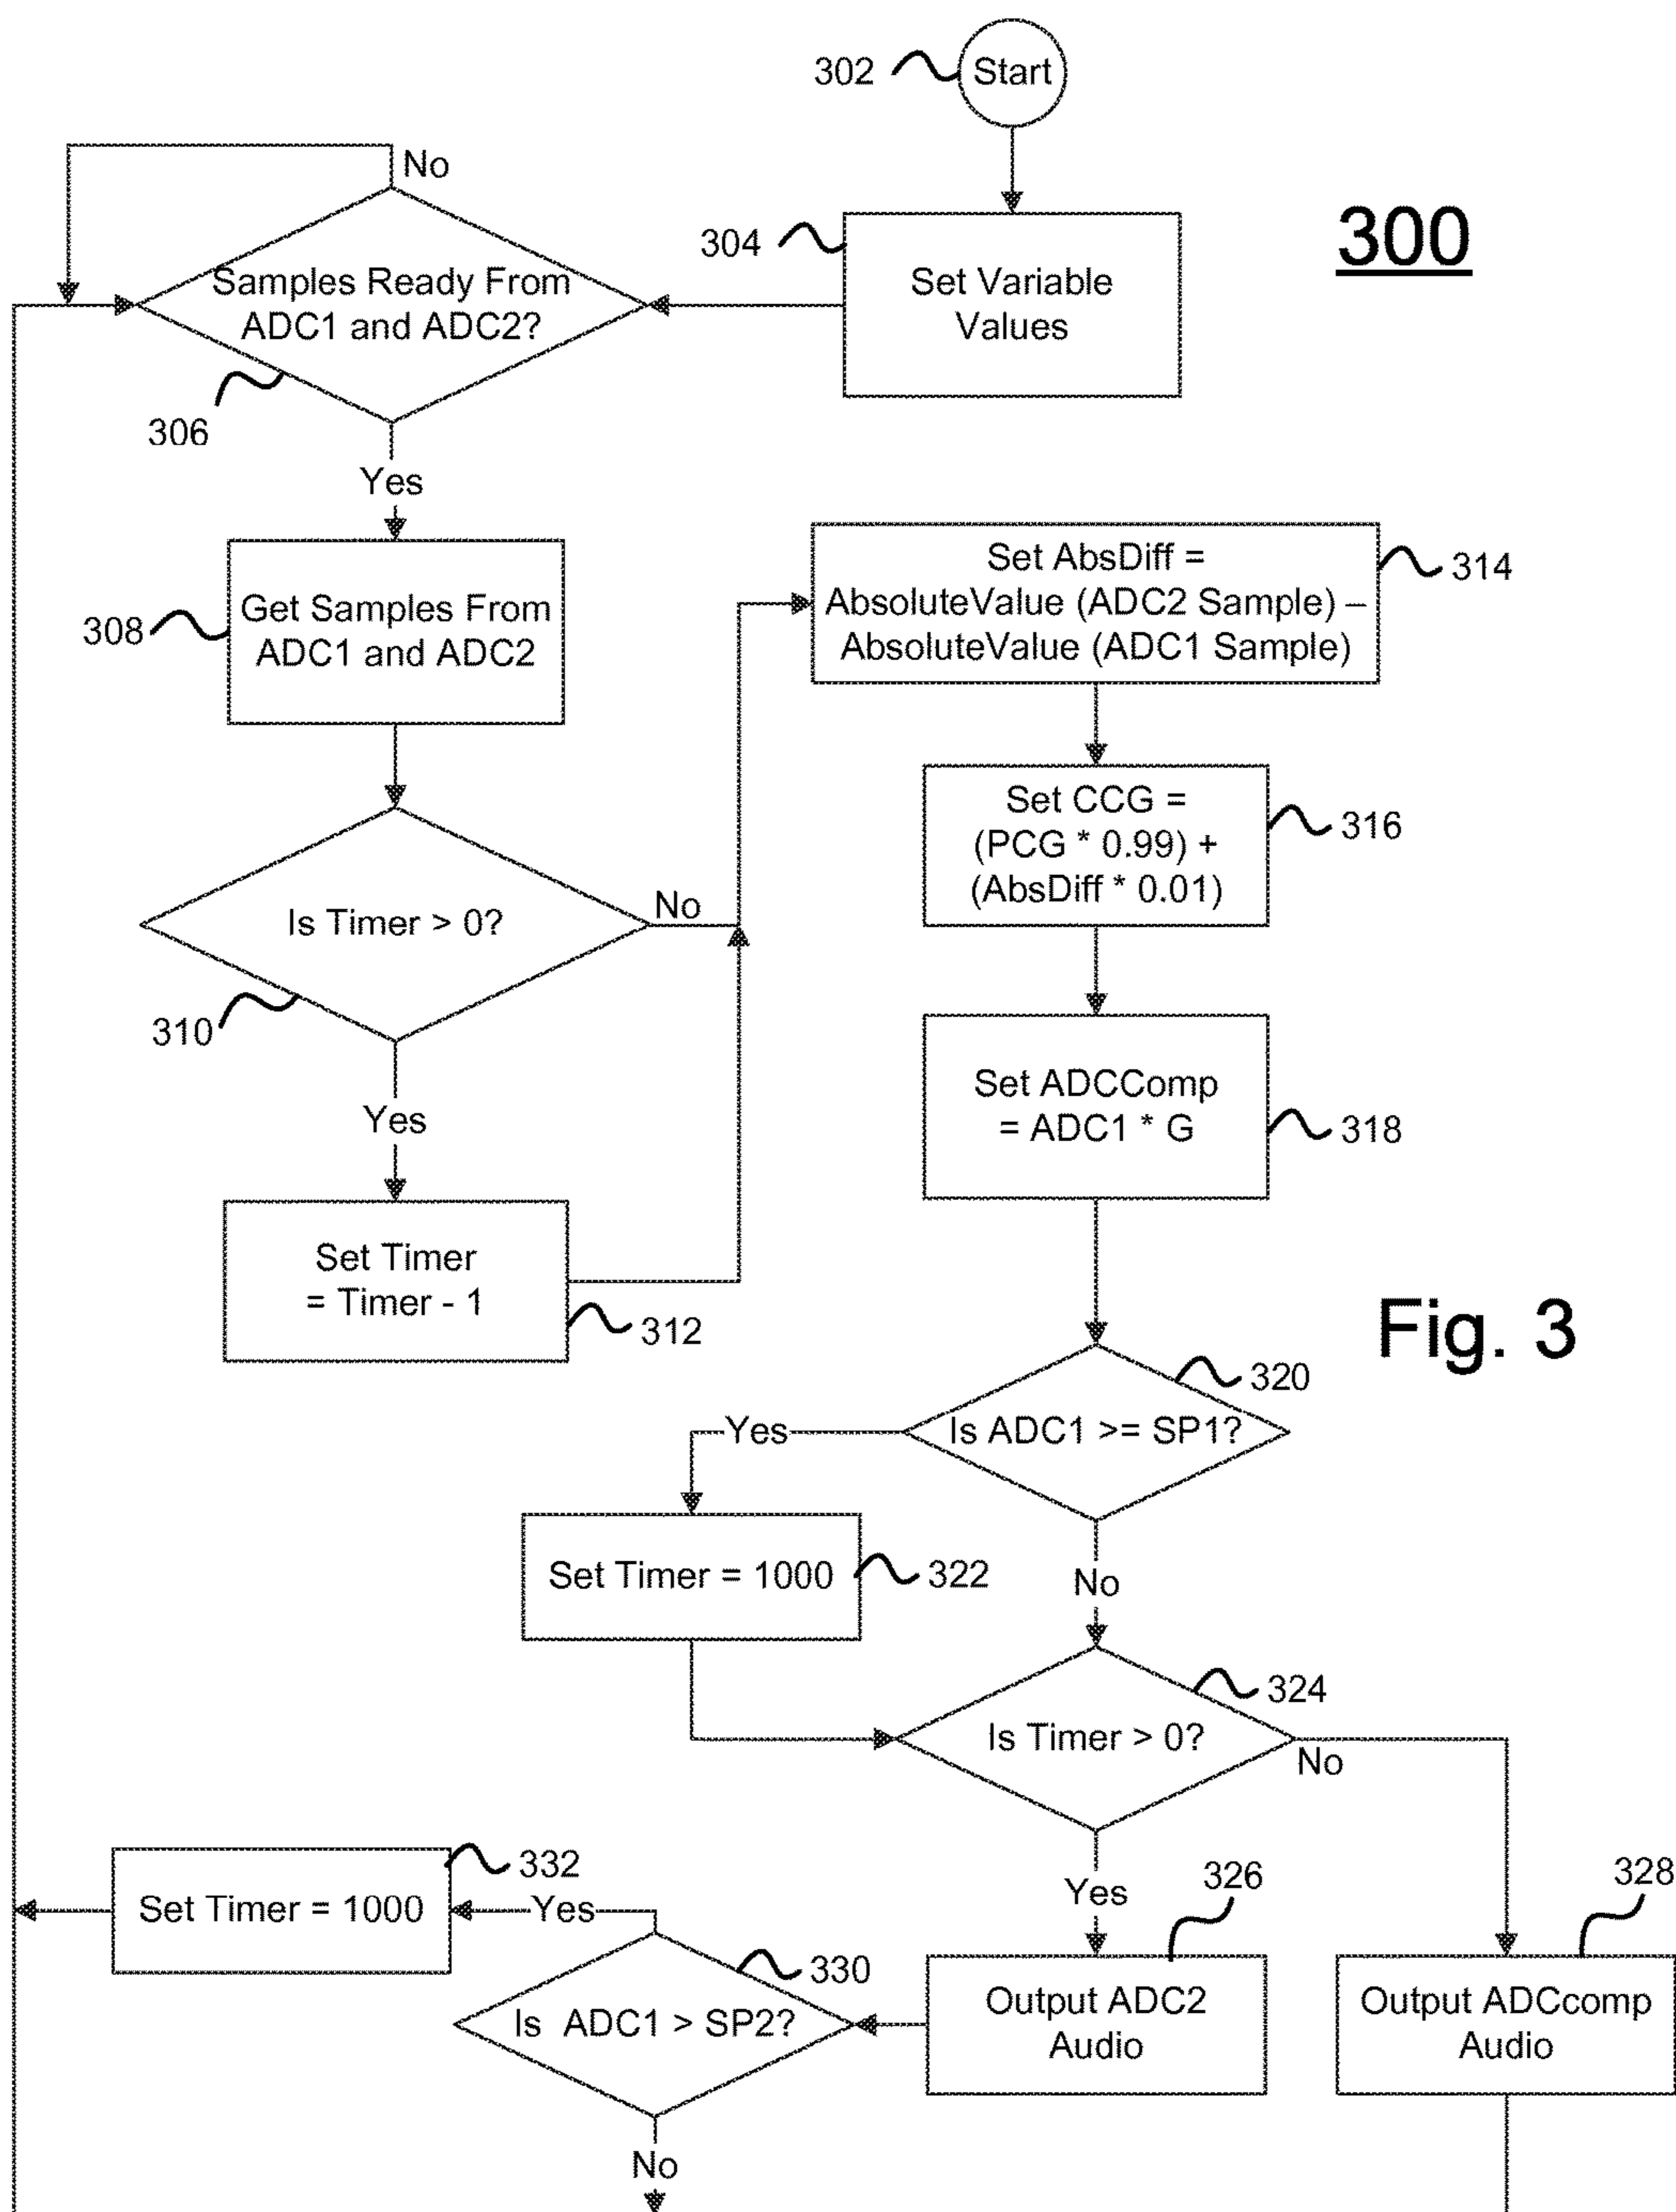 302
Start
300
No
304
Set Variable
Values
Samples Ready From
ADC1 and ADC2?
306
Yes
308
Get Samples From
ADC1 and ADC2
Set AbsDiff =
AbsoluteValue (ADC2 Sample) –
AbsoluteValue (ADC1 Sample)
314
Set CCG =
(PCG * 0.99) +
(AbsDiff * 0.01)
316
Is Timer > 0?
No
310
Yes
Set ADCComp
= ADC1 * G
318
Set Timer
= Timer - 1
312
Fig. 3
320
Is ADC1 >= SP1?
Yes
No
Set Timer = 1000
322
324
Is Timer > 0?
No
Yes
332
Set Timer = 1000
Yes
330
Is ADC1 > SP2?
No
326
Output ADC2
Audio
328
Output ADCcomp
Audio